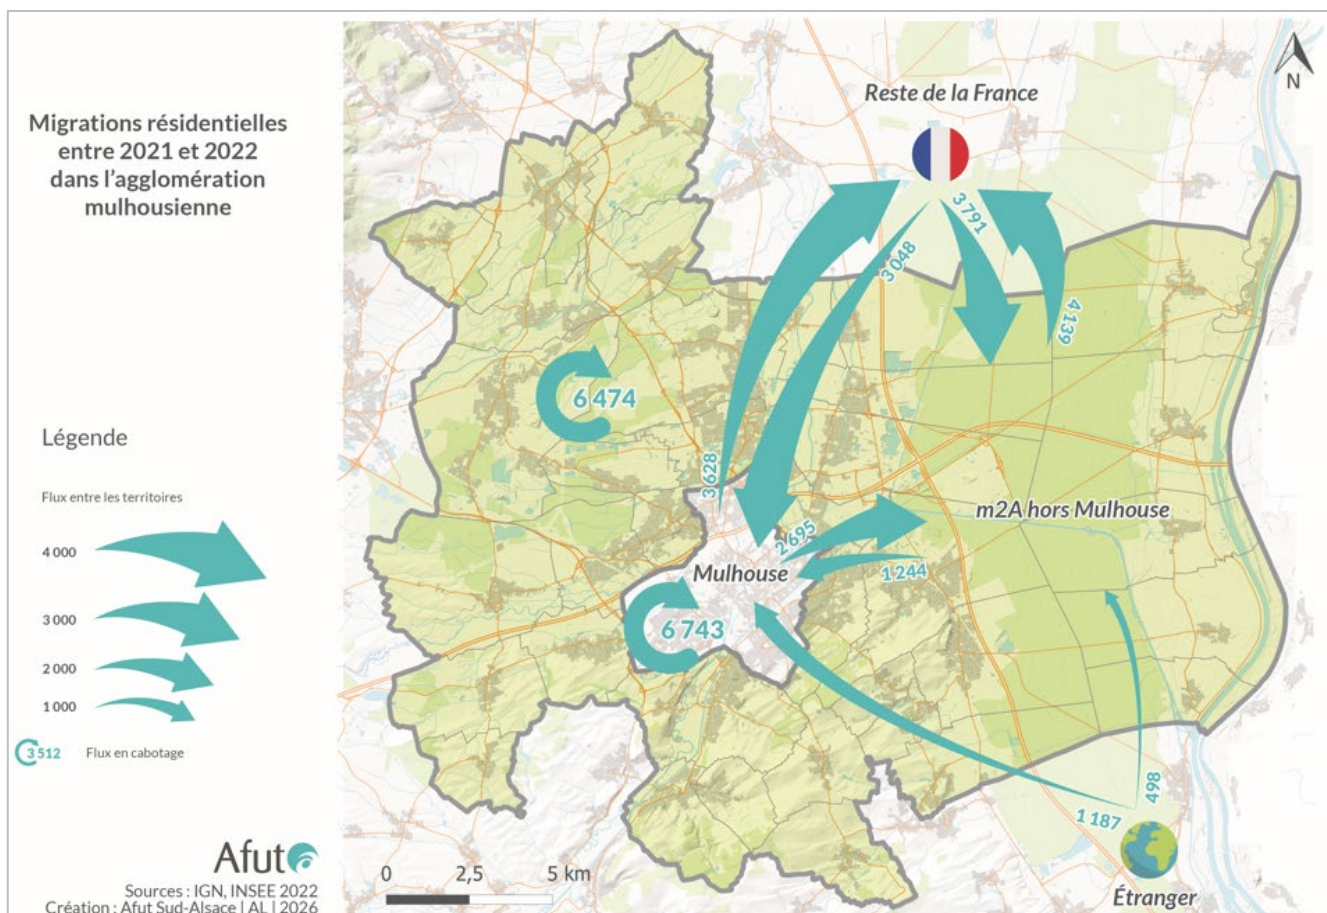 Migrations résidentielles
entre 2021 et 2022
dans l'agglomération
mulhousienne
Reste de la France
N
3 791
3 048
4 139
6 474
3 628
m2A hors Mulhouse
2 695
Mulhouse
1 244
6 743
498
1 187
Étranger
Légende
Flux entre les territoires
4 000
3 000
2 000
1 000
3 512 Flux en cabotage
Afut
Sources : IGN, INSEE 2022
Création : Afut Sud-Alsace | AL | 2026
0 2,5 5 km